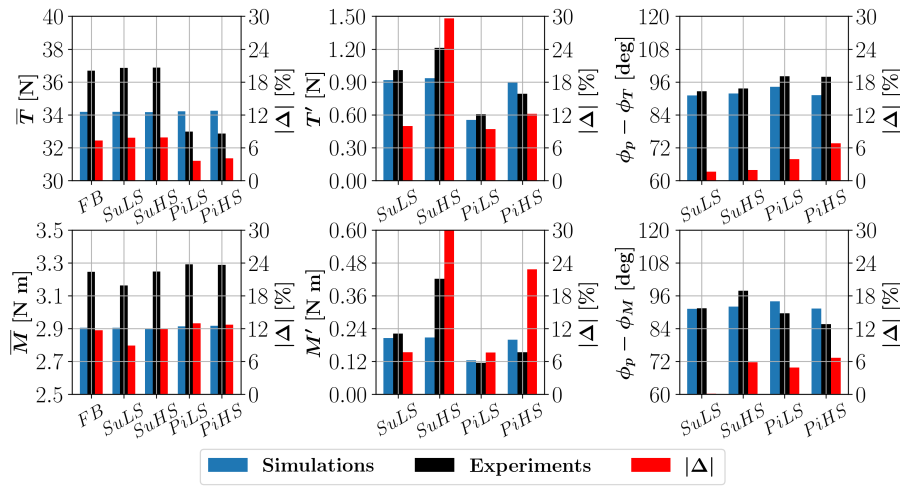 40 38 36 34 32 30
T̅ [N]
30 24 18 12 6 0
|Δ| [%]
FB SuLS SuHS PiLS PiHS
1.50 1.20 0.90 0.60 0.30 0.00
T′ [N]
30 24 18 12 6 0
|Δ| [%]
SuLS SuHS PiLS PiHS
120 108 96 84 72 60
ϕp − ϕT [deg]
30 24 18 12 6 0
|Δ| [%]
SuLS SuHS PiLS PiHS
3.5 3.3 3.1 2.9 2.7 2.5
M̅ [N m]
30 24 18 12 6 0
|Δ| [%]
FB SuLS SuHS PiLS PiHS
0.60 0.48 0.36 0.24 0.12 0.00
M′ [N m]
30 24 18 12 6 0
|Δ| [%]
SuLS SuHS PiLS PiHS
120 108 96 84 72 60
ϕp − ϕM [deg]
30 24 18 12 6 0
|Δ| [%]
SuLS SuHS PiLS PiHS
Simulations Experiments |Δ|